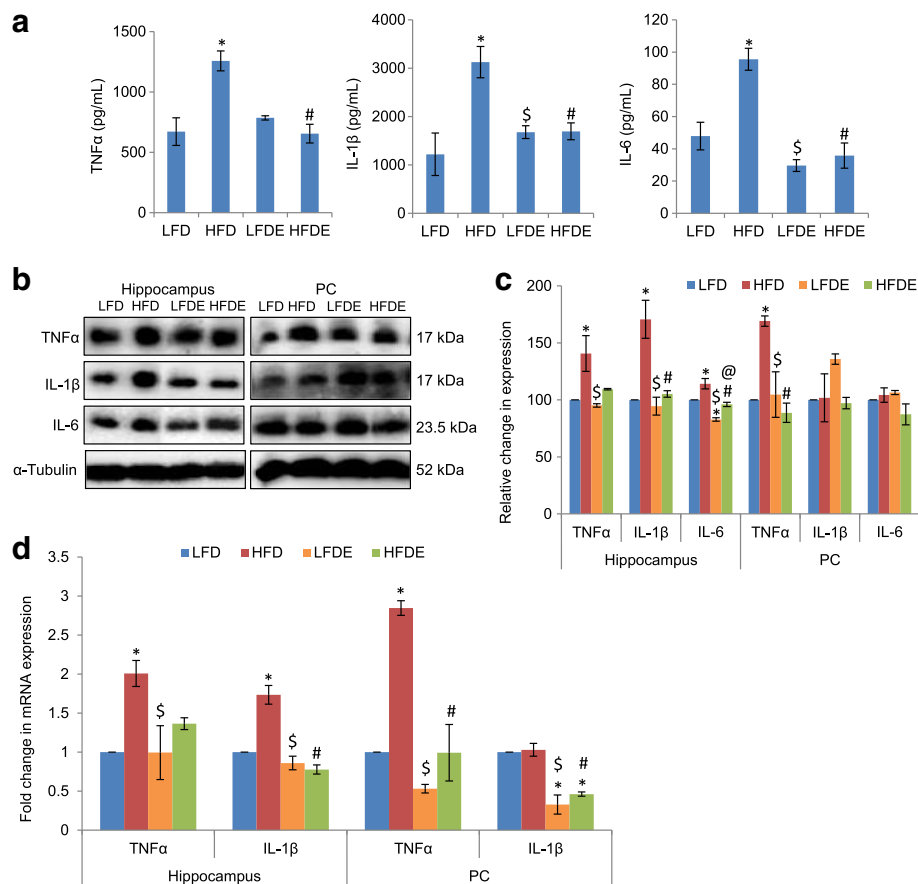 a
TNFα (pg/mL)
1500
1000
500
0
*
#
LFD HFD LFDE HFDE
IL-1β (pg/mL)
4000
3000
2000
1000
0
*
$
#
LFD HFD LFDE HFDE
IL-6 (pg/mL)
120
100
80
60
40
20
0
*
$
#
LFD HFD LFDE HFDE
b
Hippocampus PC
LFD HFD LFDE HFDE LFD HFD LFDE HFDE
TNFα 17 kDa
IL-1β 17 kDa
IL-6 23.5 kDa
α-Tubulin 52 kDa
c
LFD HFD LFDE HFDE
Relative change in expression
200
150
100
50
0
* $
* $ #
* $ * @ #
* $ #
TNFα IL-1β IL-6 TNFα IL-1β IL-6
Hippocampus PC
d
LFD HFD LFDE HFDE
Fold change in mRNA expression
3.5
3
2.5
2
1.5
1
0.5
0
* $
* $ #
* $ #
$ * # *
TNFα IL-1β TNFα IL-1β
Hippocampus PC